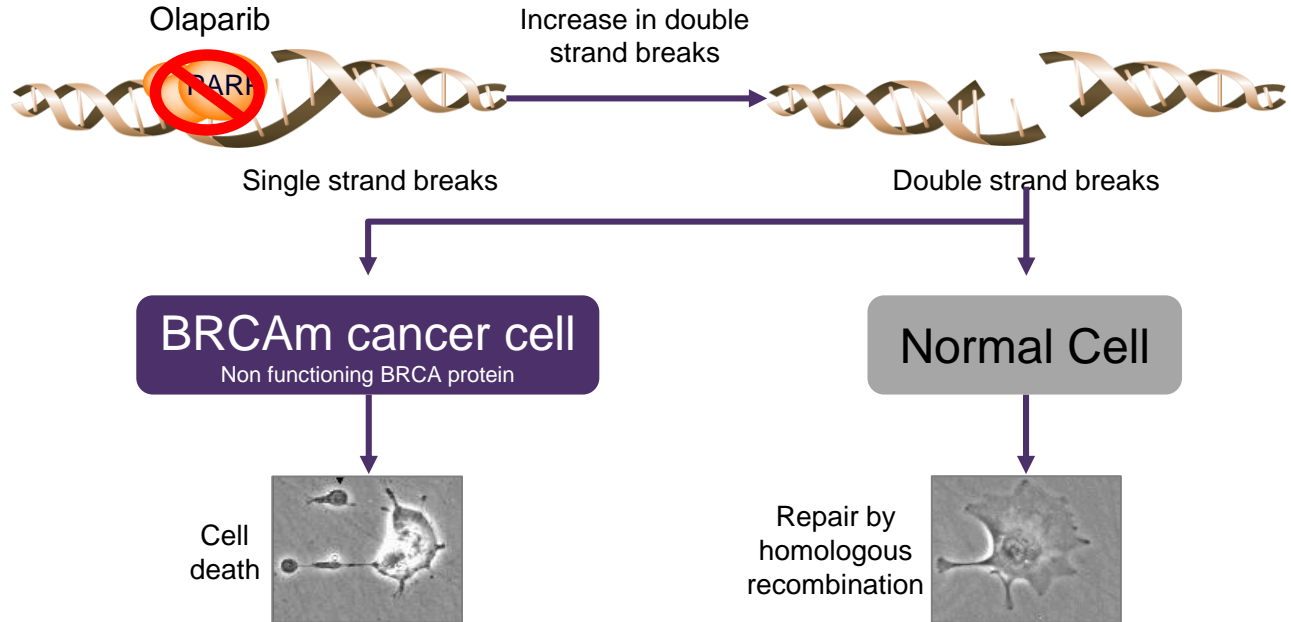 Olaparib
PARP
Increase in double
strand breaks
Single strand breaks
Double strand breaks
BRCAm cancer cell
Non functioning BRCA protein
Normal Cell
Cell
death
Repair by
homologous
recombination